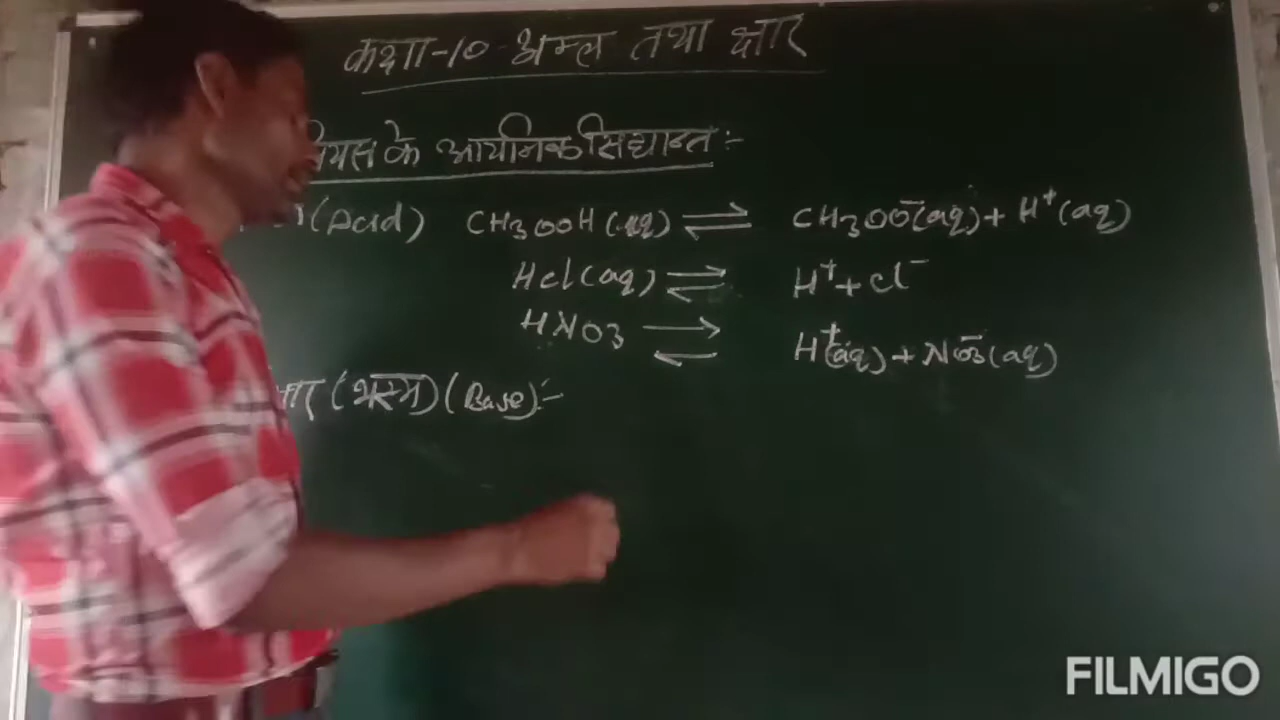 कक्षा-10 अम्ल तथा क्षार
के आयनिक सिद्यान्त:-
(Acid) CH3OOH(aq) ⇌ CH3OO⁻(aq) + H⁺(aq)
Hcl(aq) ⇌ H⁺ + cl⁻
HNO3 ⇌ H⁺(aq) + NO3⁻(aq)
(भस्म) (Base):-
FILMIGO